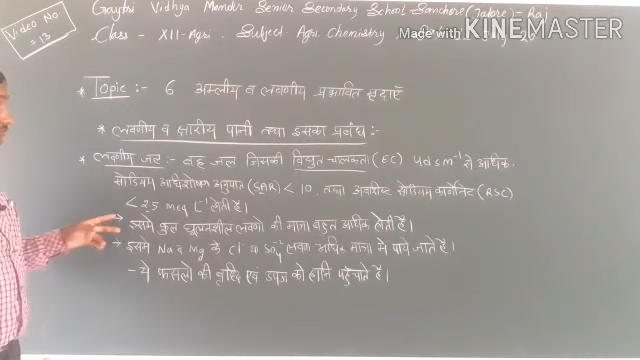 Video No. :- 13
Gaytri Vidhya Mandir Senior Secondary School Sanchore (Jalore) - Raj
Class - XII-Agri. Subject- Agri. Chemistry
Made with KINEMASTER
* Topic :- 6 अम्लीय व लवणीय प्रभावित मृदाएँ
* लवणीय व क्षारीय पानी तथा इसका प्रबंध :-
* लवणीय जल :- वह जल जिसकी विद्युत चालकता (EC) 4 dsm⁻¹ से अधिक
सोडियम अधिशोषण अनुपात (SAR) < 10, तथा अवशिष्ट सोडियम कार्बोनेट (RSC)
< 2.5 meq L⁻¹ होती है।
→ इसमें कुल घुलनशील लवणों की मात्रा बहुत अधिक होती है।
→ इसमें Na व Mg के Cl⁻ व SO₄⁻ लवण अधिक मात्रा में पाये जाते है।
- ये फसलों की वृद्धि एवं उपज को हानि पहुँचाते है।